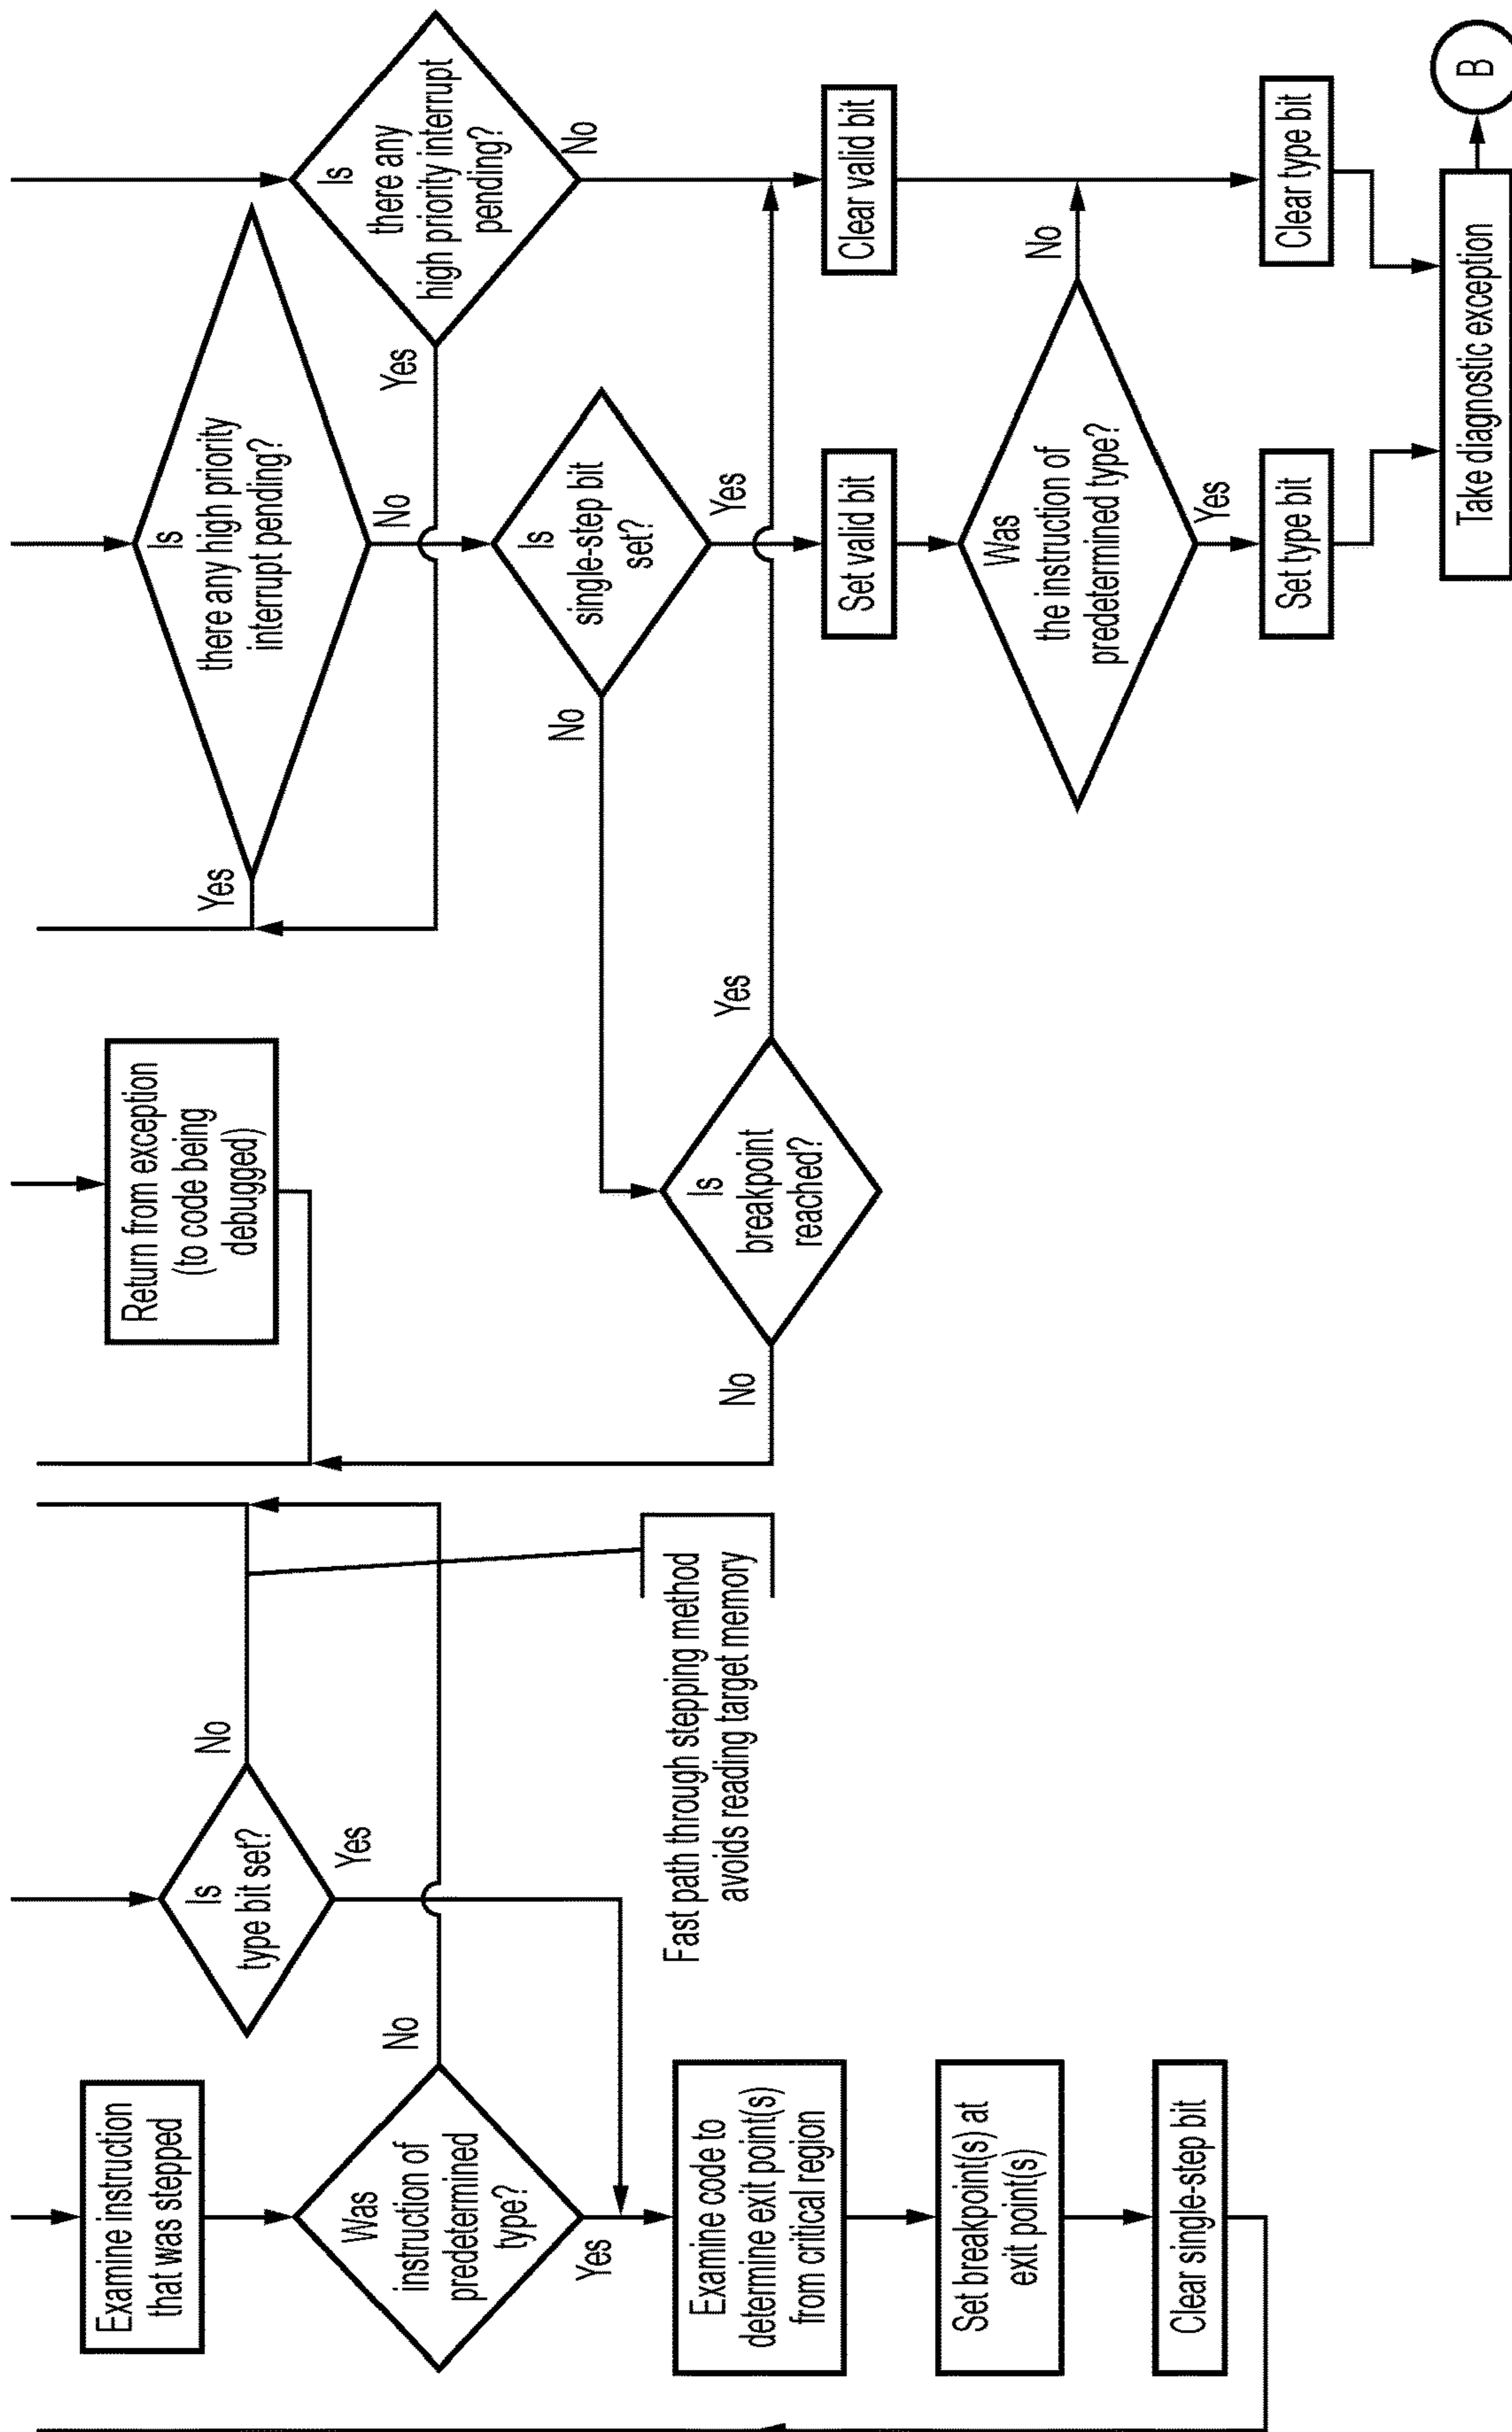 Examine instruction
that was stepped
Was
instruction of
predetermined
type?
No
Yes
Is
type bit set?
No
Yes
Examine code to
determine exit point(s)
from critical region
Set breakpoint(s) at
exit point(s)
Clear single-step bit
Fast path through stepping method
avoids reading target memory
Return from exception
(to code being
debugged)
Is
breakpoint
reached?
No
Yes
Is
there any high priority
interrupt pending?
Yes
No
Is
single-step bit
set?
No
Yes
Set valid bit
Was
the instruction of
predetermined type?
No
Yes
Set type bit
Is
there any
high priority interrupt
pending?
Yes
No
Clear valid bit
Clear type bit
Take diagnostic exception
B